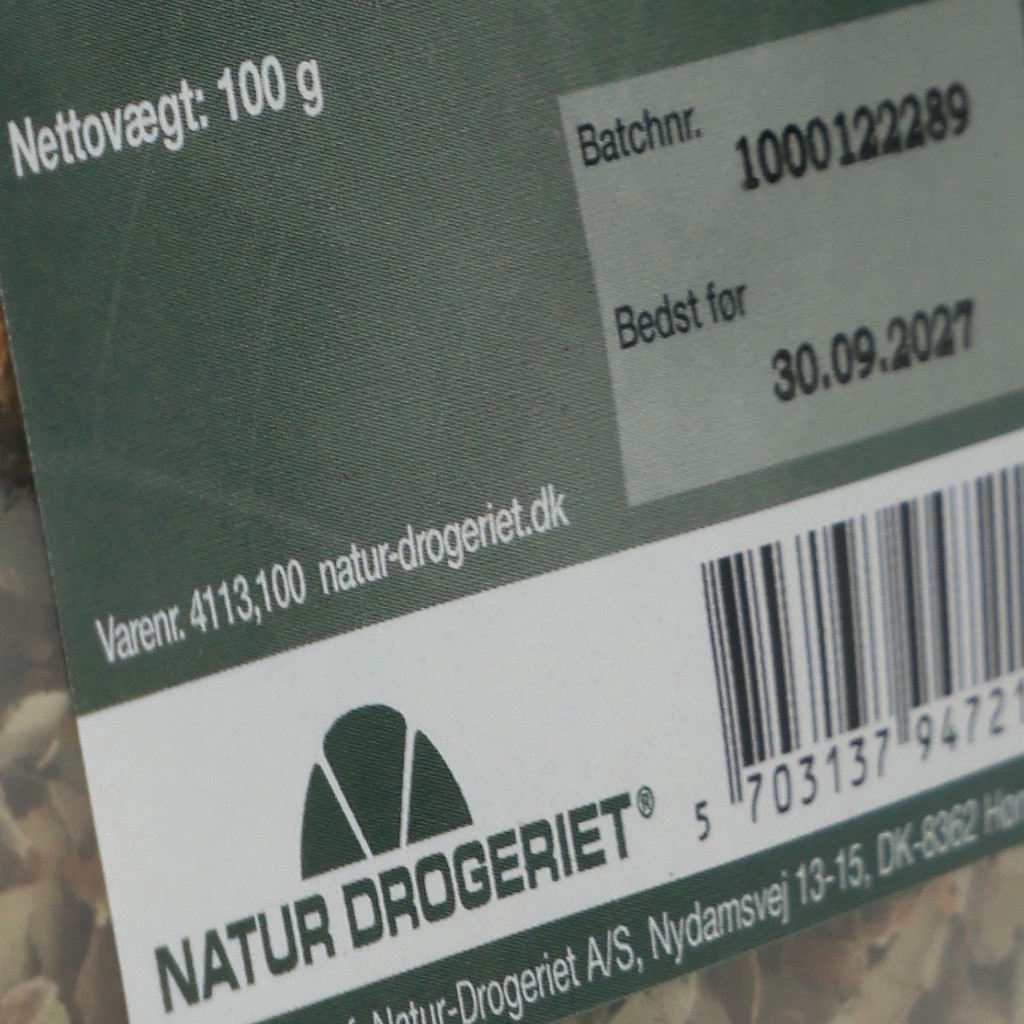 Nettovægt: 100 g
Batchnr. 1000122289
Bedst før
30.09.2027
Varenr. 4113,100 natur-drogeriet.dk
NATUR DROGERIET®
5 703137 94721
Natur-Drogeriet A/S, Nydamsvej 13-15, DK-8362